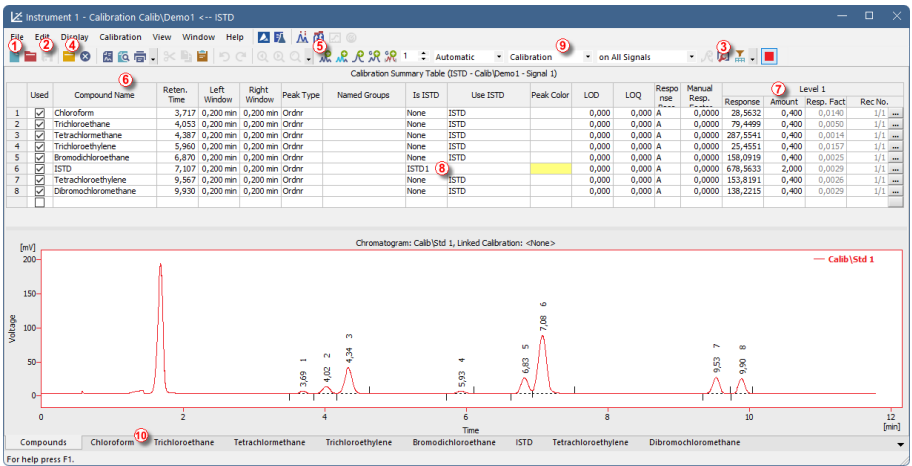 Instrument 1 - Calibration Calib\Demo1 <-- ISTD
File Edit Display Calibration View Window Help
1 2 4 5 1 Automatic Calibration 9 on All Signals 3
Calibration Summary Table (ISTD - Calib\Demo1 - Signal 1)
Used Compound Name 6 Reten. Time Left Window Right Window Peak Type Named Groups Is ISTD Use ISTD Peak Color LOD LOQ Respo nse Manual Resp. Level 1 7
Response Amount Resp. Fact Rec No.
1 Chloroform 3,717 0,200 min 0,200 min Ordnr None ISTD 0,000 0,000 A 0,0000 28,5632 0,400 0,0140 1/1 ...
2 Trichloroethane 4,053 0,200 min 0,200 min Ordnr None ISTD 0,000 0,000 A 0,0000 79,4499 0,400 0,0050 1/1 ...
3 Tetrachlormethane 4,387 0,200 min 0,200 min Ordnr None ISTD 0,000 0,000 A 0,0000 287,5541 0,400 0,0014 1/1 ...
4 Trichloroethylene 5,960 0,200 min 0,200 min Ordnr None ISTD 0,000 0,000 A 0,0000 25,4551 0,400 0,0157 1/1 ...
5 Bromodichloroethane 6,870 0,200 min 0,200 min Ordnr None ISTD 0,000 0,000 A 0,0000 158,0919 0,400 0,0025 1/1 ...
6 ISTD 7,107 0,200 min 0,200 min Ordnr ISTD1 8 0,000 0,000 A 0,0000 678,5633 2,000 0,0029 1/1 ...
7 Tetrachloroethylene 9,567 0,200 min 0,200 min Ordnr None ISTD 0,000 0,000 A 0,0000 153,8191 0,400 0,0026 1/1 ...
8 Dibromochloromethane 9,930 0,200 min 0,200 min Ordnr None ISTD 0,000 0,000 A 0,0000 138,2215 0,400 0,0029 1/1 ...
Chromatogram: Calib\Std 1, Linked Calibration: <None>
[mV]
Calib\Std 1
200
150
100
50
0
Voltage
3,69 1
4,02 2
4,34 3
5,93 4
6,83 5
7,08 6
9,53 7
9,90 8
0 2 4 6 8 10 12
Time [min]
Compounds Chloroform 10 Trichloroethane Tetrachlormethane Trichloroethylene Bromodichloroethane ISTD Tetrachloroethylene Dibromochloromethane
For help press F1.